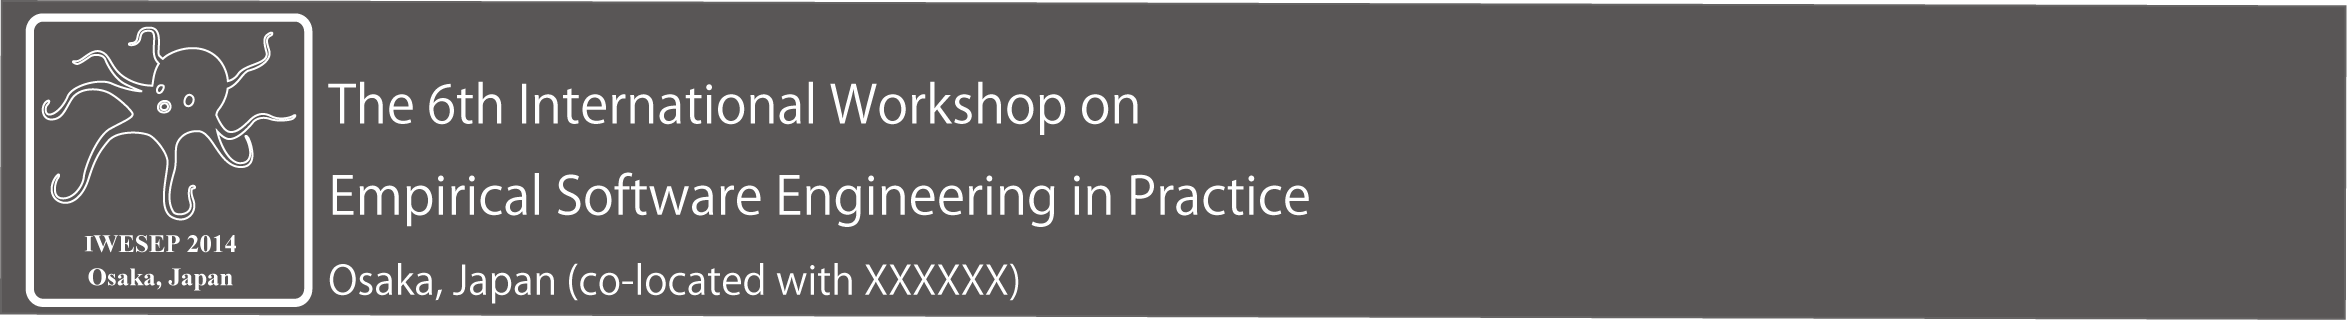 The 6th International Workshop on
Empirical Software Engineering in Practice
Osaka, Japan (co-located with XXXXXX)
IWESEP 2014
Osaka, Japan